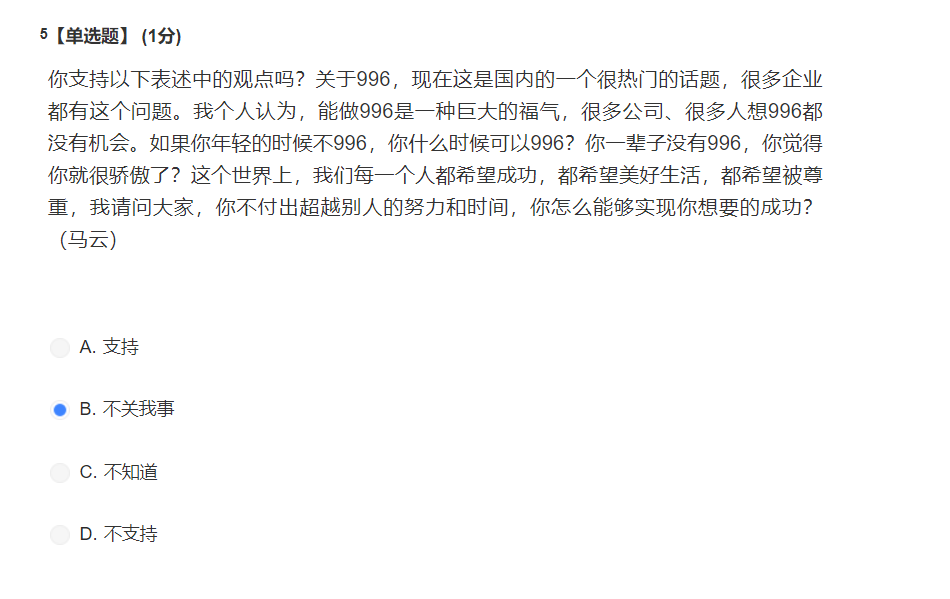 5【单选题】 (1分)
你支持以下表述中的观点吗？关于996，现在这是国内的一个很热门的话题，很多企业
都有这个问题。我个人认为，能做996是一种巨大的福气，很多公司、很多人想996都
没有机会。如果你年轻的时候不996，你什么时候可以996？你一辈子没有996，你觉得
你就很骄傲了？这个世界上，我们每一个人都希望成功，都希望美好生活，都希望被尊
重，我请问大家，你不付出超越别人的努力和时间，你怎么能够实现你想要的成功？
（马云）
A. 支持
B. 不关我事
C. 不知道
D. 不支持